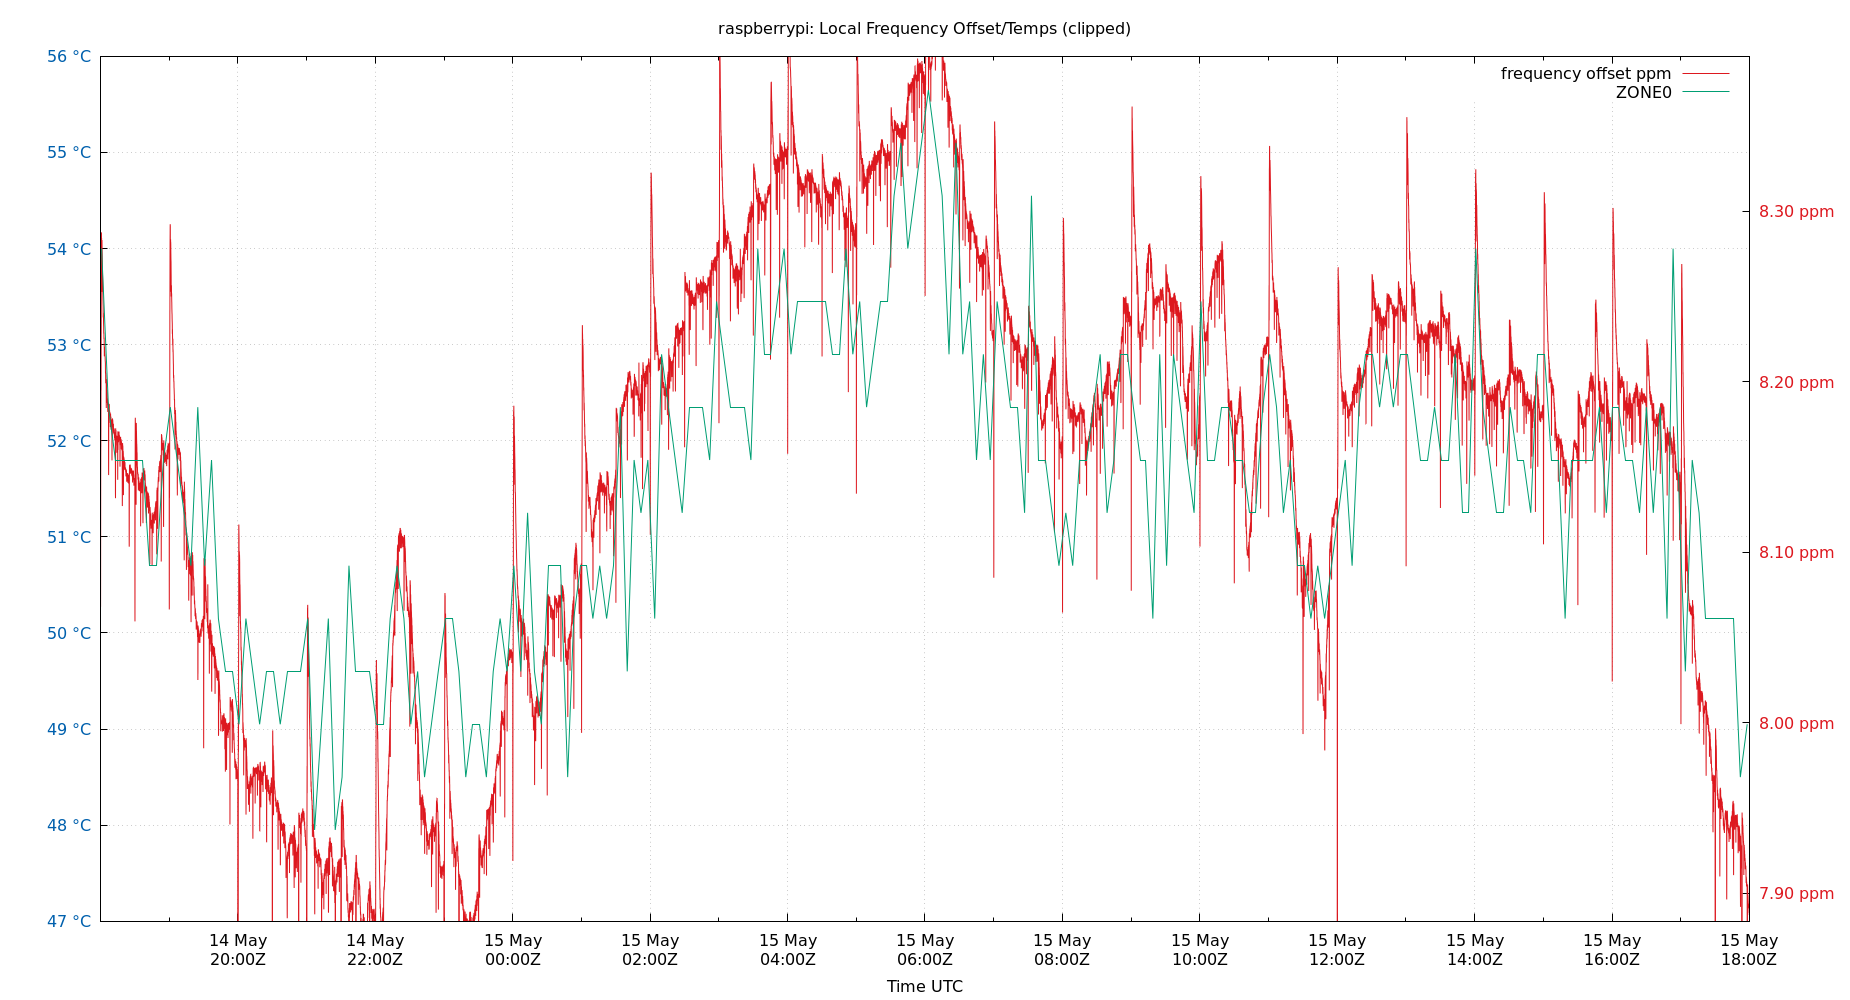 raspberrypi: Local Frequency Offset/Temps (clipped)
frequency offset ppm
ZONE0
56 °C
55 °C
54 °C
53 °C
52 °C
51 °C
50 °C
49 °C
48 °C
47 °C
8.30 ppm
8.20 ppm
8.10 ppm
8.00 ppm
7.90 ppm
14 May
20:00Z
14 May
22:00Z
15 May
00:00Z
15 May
02:00Z
15 May
04:00Z
15 May
06:00Z
15 May
08:00Z
15 May
10:00Z
15 May
12:00Z
15 May
14:00Z
15 May
16:00Z
15 May
18:00Z
Time UTC